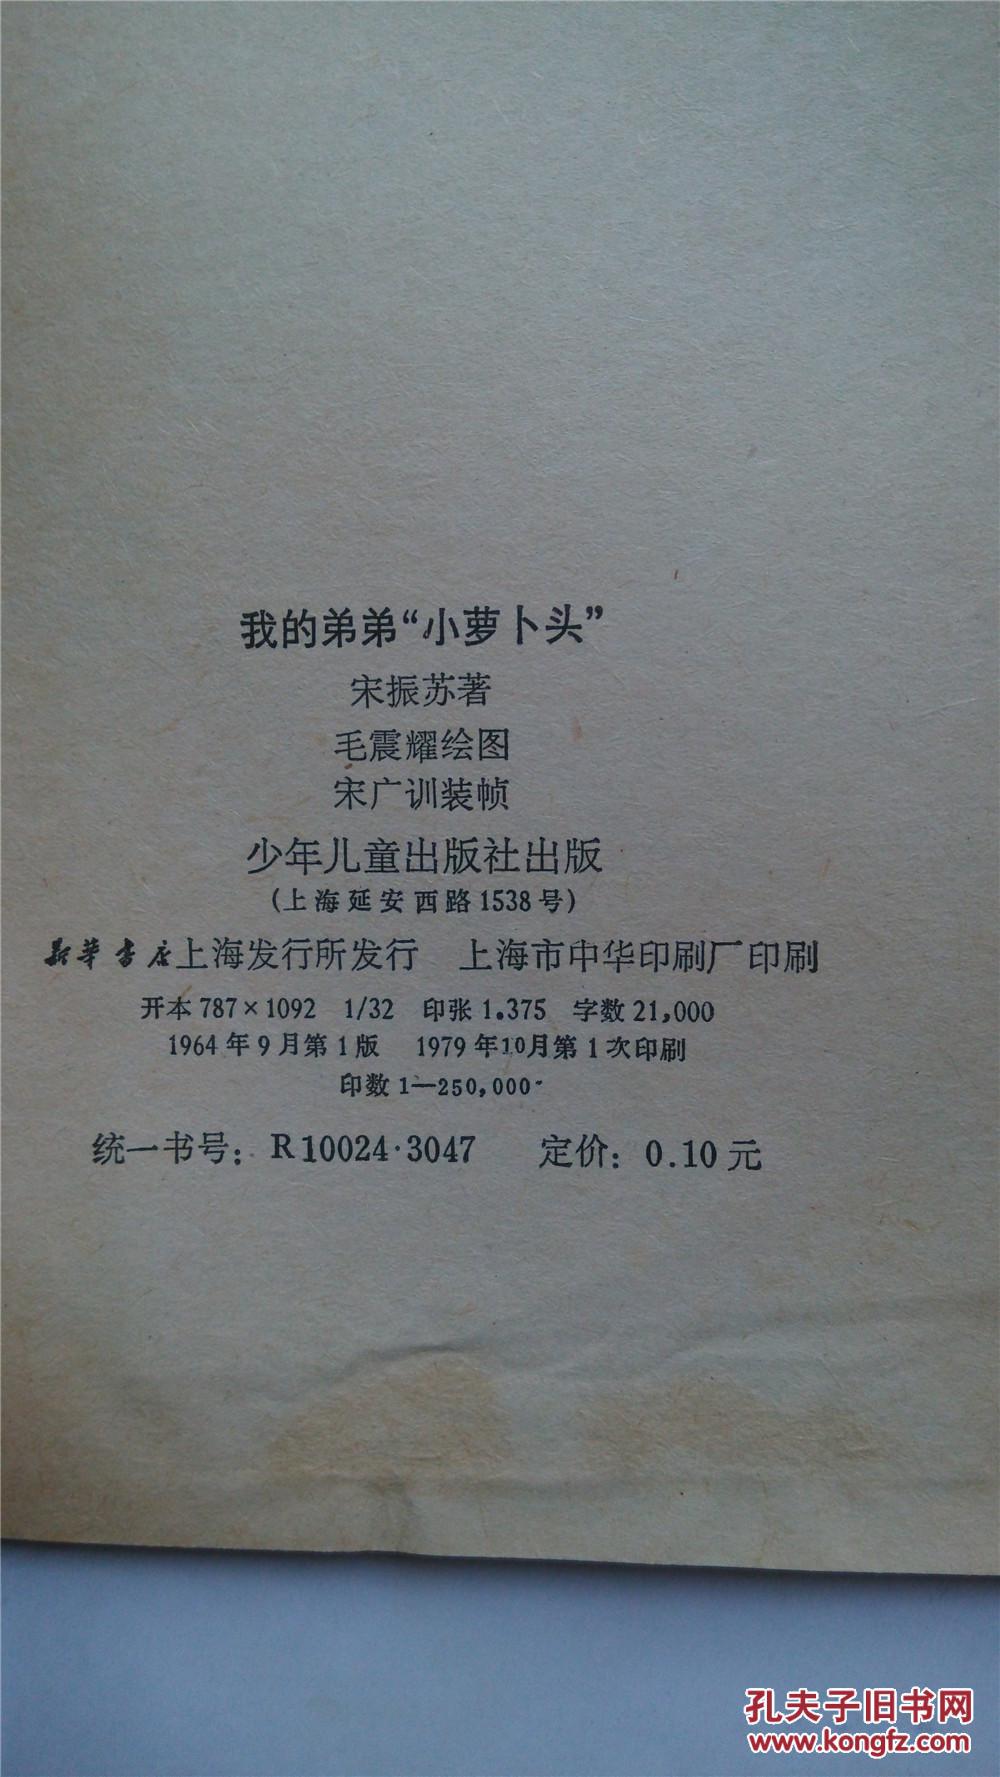 我的弟弟“小萝卜头”
宋振苏著
毛震耀绘图
宋广训装帧
少年儿童出版社出版
(上海延安西路1538号)
新华书店上海发行所发行 上海市中华印刷厂印刷
开本 787×1092 1/32 印张 1.375 字数 21,000
1964年9月第1版 1979年10月第1次印刷
印数 1—250,000
统一书号：R10024·3047 定价：0.10元
孔夫子旧书网
www.kongfz.com